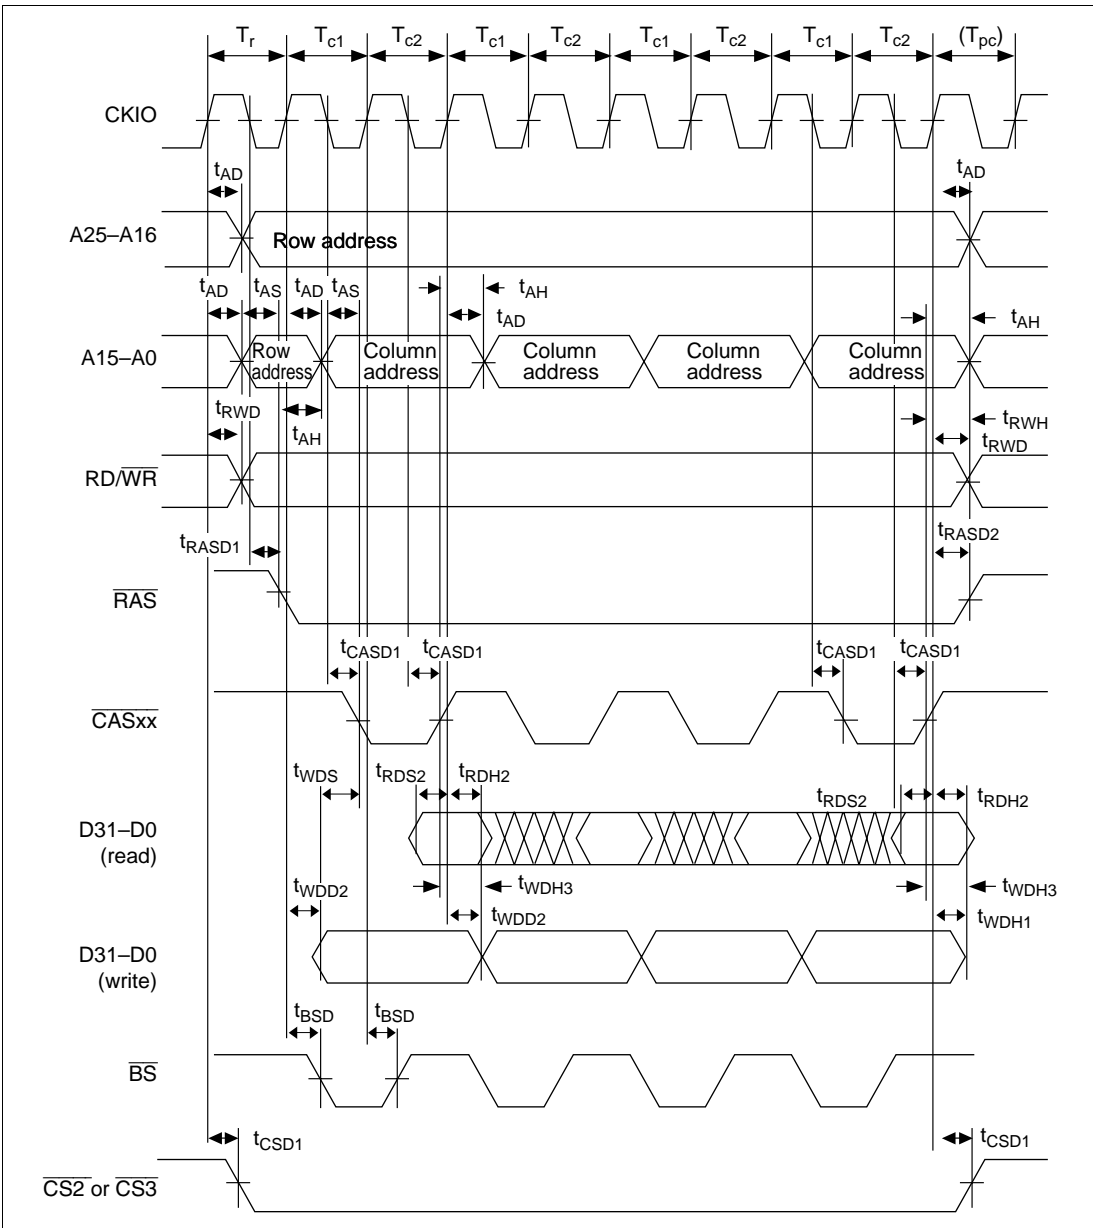 Tr Tc1 Tc2 Tc1 Tc2 Tc1 Tc2 Tc1 Tc2 (Tpc)
CKIO
tAD tAD
A25–A16 Row address
tAD tAS tAD tAS tAH
tAD tAH
A15–A0 Row address Column address Column address Column address Column address
tRWD tAH tRWH
tRWD
RD/WR
tRASD1 tRASD2
RAS
tCASD1 tCASD1 tCASD1 tCASD1
CASxx
tWDS tRDS2 tRDH2 tRDS2 tRDH2
D31–D0
(read)
tWDH3 tWDH3
tWDD2 tWDD2 tWDH1
D31–D0
(write)
tBSD tBSD
BS
tCSD1 tCSD1
CS2 or CS3